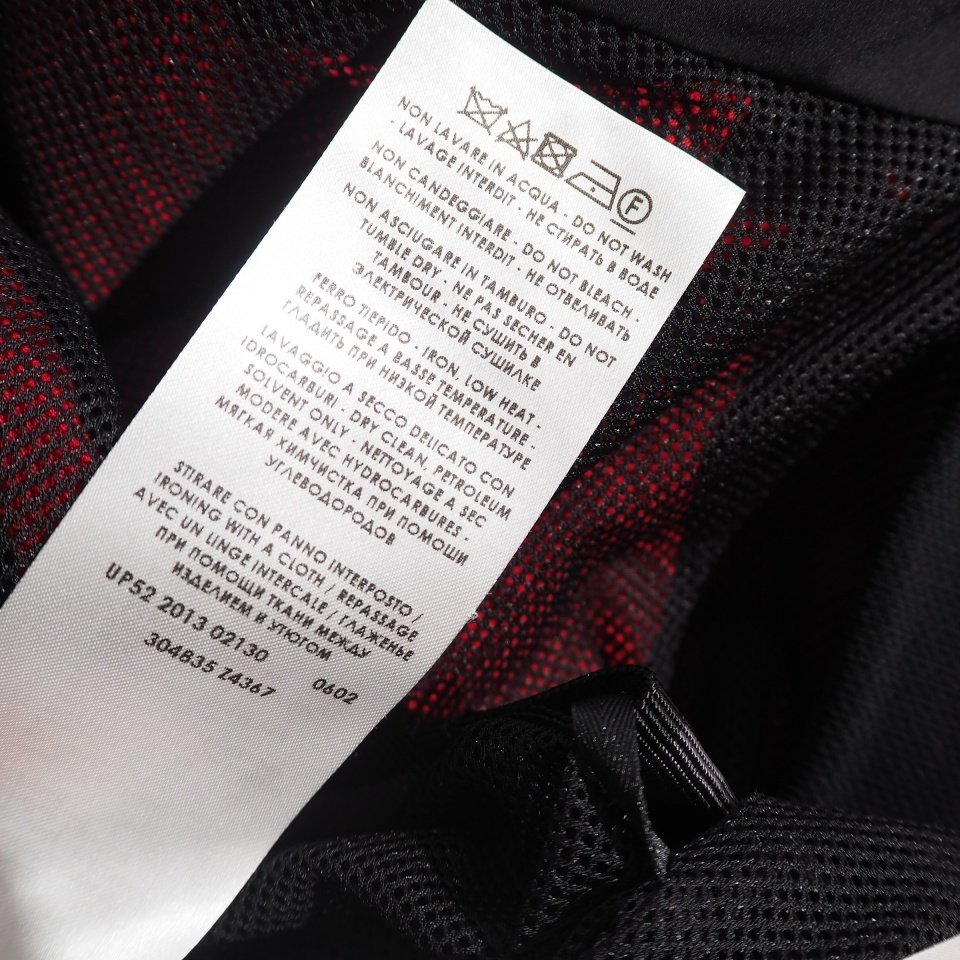 F
NON LAVARE IN ACQUA - DO NOT WASH
- LAVAGE INTERDIT - НЕ СТИРАТЬ В ВОДЕ
NON CANDEGGIARE - DO NOT BLEACH -
BLANCHIMENT INTERDIT - НЕ ОТБЕЛИВАТЬ
NON ASCIUGARE IN TAMBURO - DO NOT
TUMBLE DRY - NE PAS SECHER EN
TAMBOUR - НЕ СУШИТЬ В
ЭЛЕКТРИЧЕСКОЙ СУШИЛКЕ
FERRO TIEPIDO - IRON, LOW HEAT -
REPASSAGE A BASSE TEMPERATURE -
ГЛАДИТЬ ПРИ НИЗКОЙ ТЕМПЕРАТУРЕ
LAVAGGIO A SECCO DELICATO CON
IDROCARBURI - DRY CLEAN, PETROLEUM
SOLVENT ONLY - NETTOYAGE A SEC
MODERE AVEC HYDROCARBURES -
МЯГКАЯ ХИМЧИСТКА ПРИ ПОМОЩИ
УГЛЕВОДОРОДОВ
STIRARE CON PANNO INTERPOSTO /
IRONING WITH A CLOTH / REPASSAGE
AVEC UN LINGE INTERCALE / ГЛАЖЕНЬЕ
ПРИ ПОМОЩИ ТКАНИ МЕЖДУ
ИЗДЕЛИЕМ И УТЮГОМ
UP52 2013 02130 0602
304835 Z4367